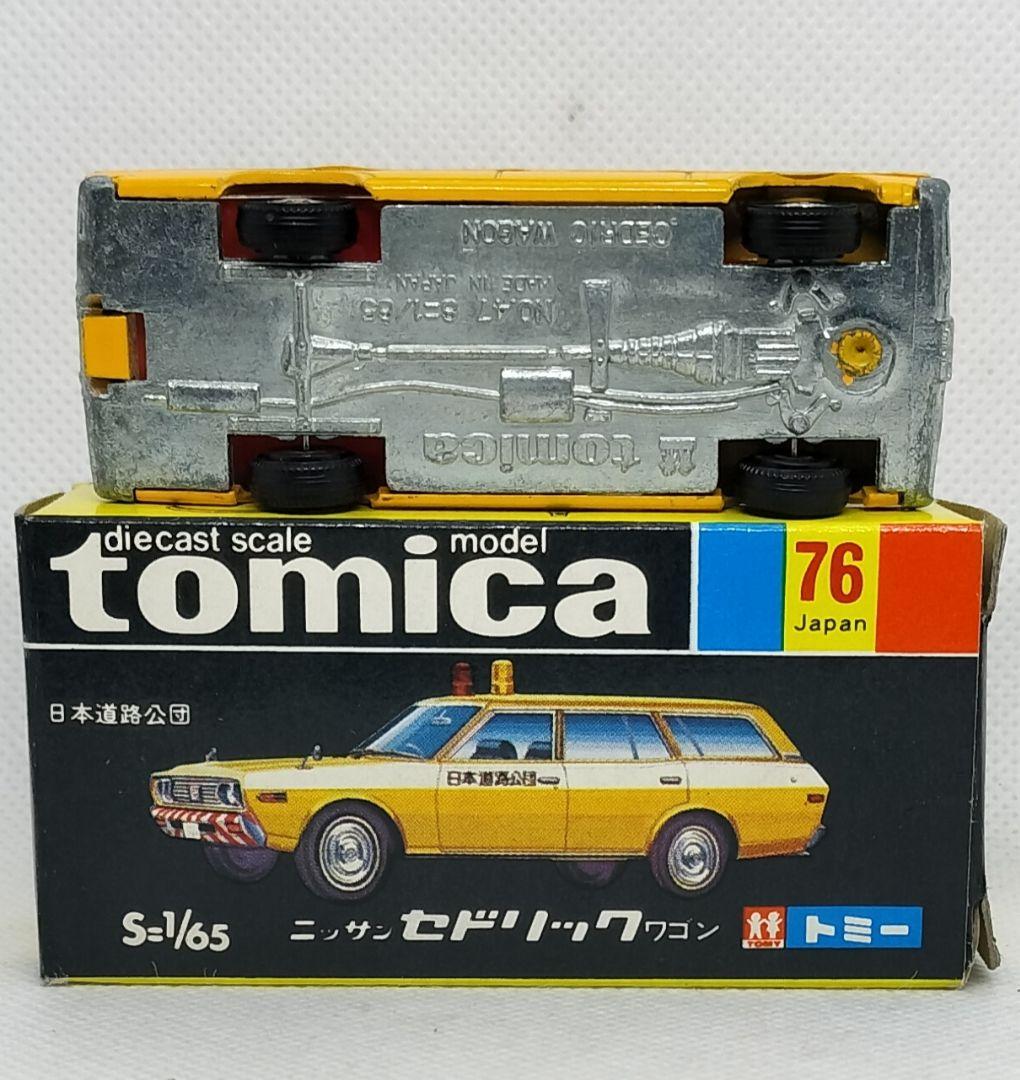 CEDRIC WAGON
MADE IN JAPAN
NO.47 S=1/65
tomica
diecast scale model
tomica
76
Japan
日本道路公団
日本道路公団
S=1/65
ニッサン セドリック ワゴン
TOMY
トミー